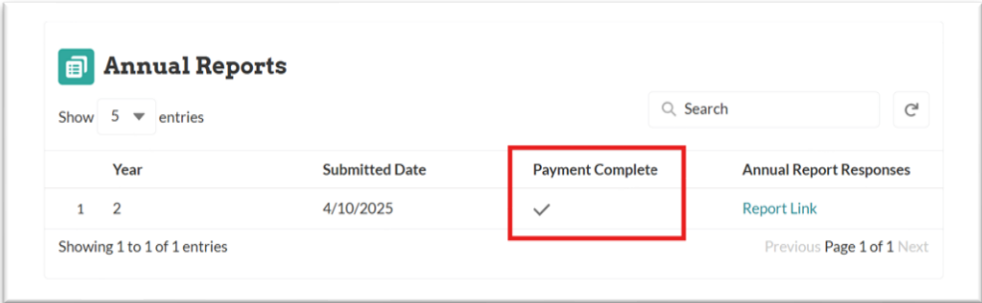 Annual Reports
Show 5 entries
Search
Year Submitted Date Payment Complete Annual Report Responses
1 2 4/10/2025 ✓ Report Link
Showing 1 to 1 of 1 entries
Previous Page 1 of 1 Next